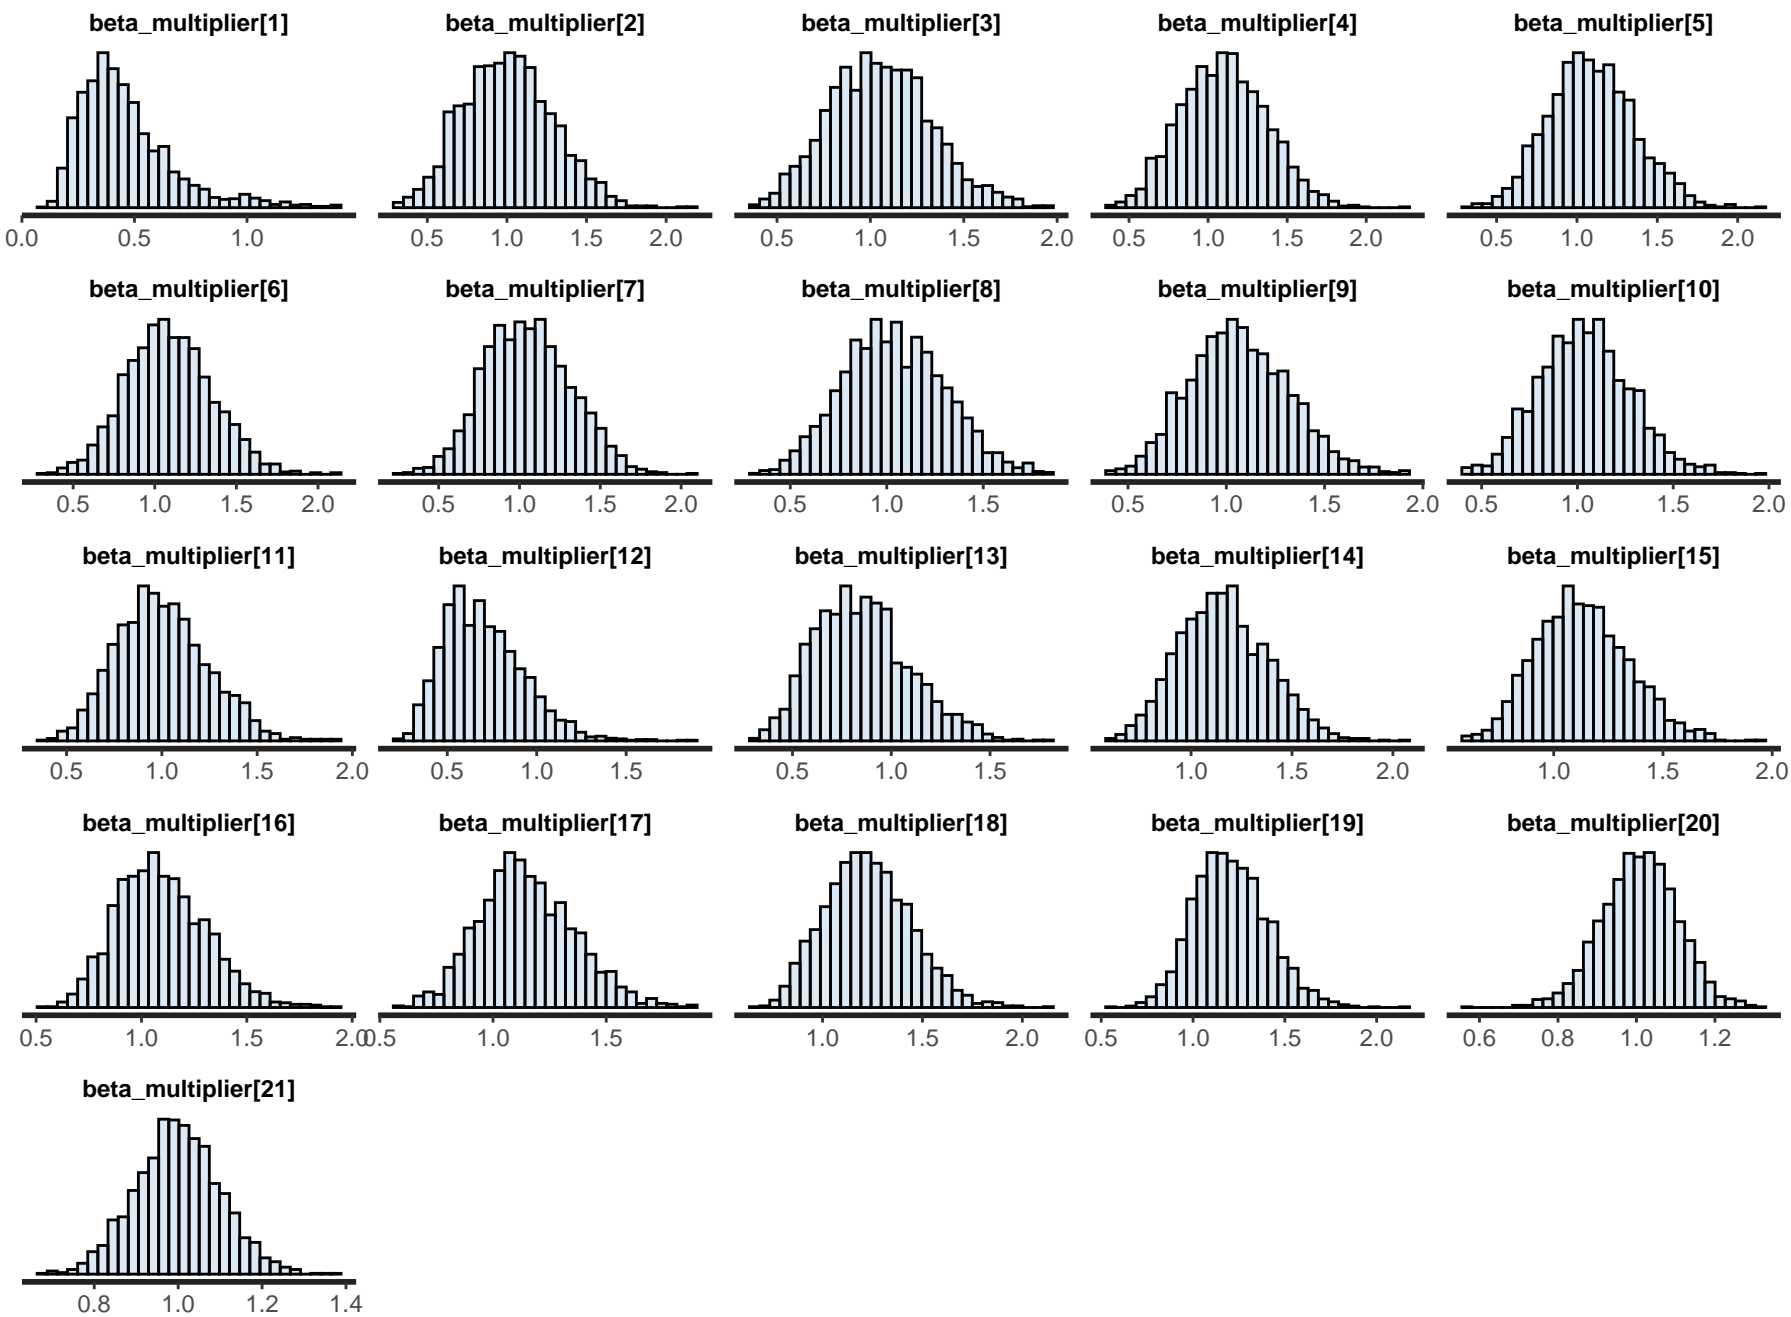 beta_multiplier[1] beta_multiplier[2] beta_multiplier[3] beta_multiplier[4] beta_multiplier[5]
0.0 0.5 1.0 0.5 1.0 1.5 2.0 0.5 1.0 1.5 2.0 0.5 1.0 1.5 2.0 0.5 1.0 1.5 2.0
beta_multiplier[6] beta_multiplier[7] beta_multiplier[8] beta_multiplier[9] beta_multiplier[10]
0.5 1.0 1.5 2.0 0.5 1.0 1.5 2.0 0.5 1.0 1.5 0.5 1.0 1.5 2.0 0.5 1.0 1.5 2.0
beta_multiplier[11] beta_multiplier[12] beta_multiplier[13] beta_multiplier[14] beta_multiplier[15]
0.5 1.0 1.5 2.0 0.5 1.0 1.5 0.5 1.0 1.5 1.0 1.5 2.0 1.0 1.5 2.0
beta_multiplier[16] beta_multiplier[17] beta_multiplier[18] beta_multiplier[19] beta_multiplier[20]
0.5 1.0 1.5 2.0 0.5 1.0 1.5 1.0 1.5 2.0 0.5 1.0 1.5 2.0 0.6 0.8 1.0 1.2
beta_multiplier[21]
0.8 1.0 1.2 1.4